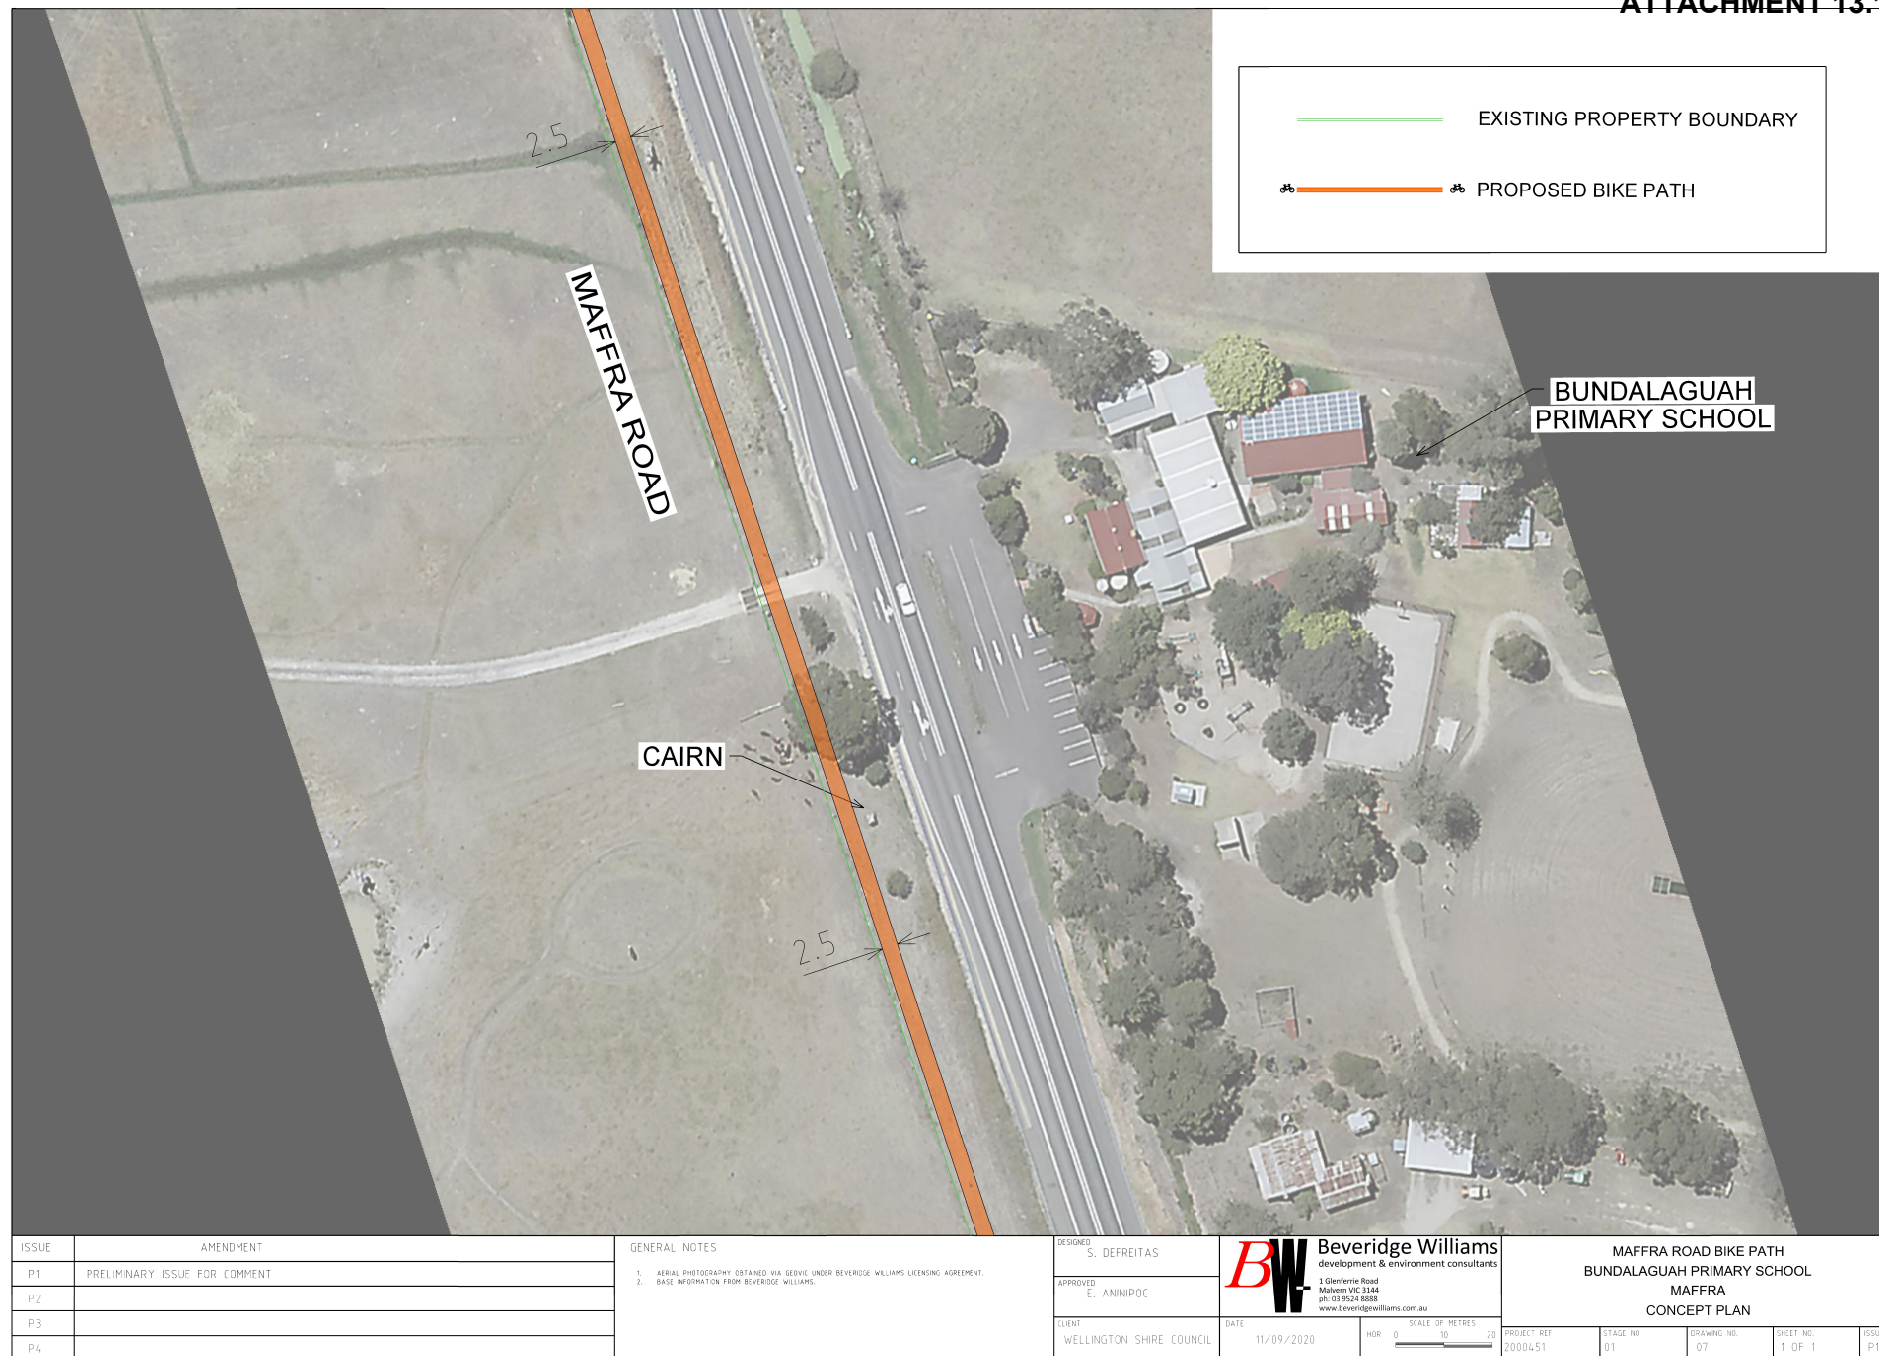 ATTACHMENT 13.
EXISTING PROPERTY BOUNDARY
PROPOSED BIKE PATH
2.5
MAFFRA ROAD
BUNDALAGUAH
PRIMARY SCHOOL
CAIRN
2.5
ISSUE
AMENDMENT
P1
PRELIMINARY ISSUE FOR COMMENT
P2
P3
P4
GENERAL NOTES
1. AERIAL PHOTOGRAPHY OBTANED VIA GEOVIC UNDER BEVERIDGE WILLIAMS LICENSING AGREEMENT.
2. BASE INFORMATION FROM BEVERIDGE WILLIAMS.
DESIGNED
S. DEFREITAS
APPROVED
E. ANINIPOC
CLIENT
WELLINGTON SHIRE COUNCIL
BW
Beveridge Williams
development & environment consultants
1 Glenferrie Road
Malvern VIC 3144
ph: 03 9524 8888
www.beveridgewilliams.com.au
DATE
11/09/2020
SCALE OF METRES
HOR 0 10 20
MAFFRA ROAD BIKE PATH
BUNDALAGUAH PRIMARY SCHOOL
MAFFRA
CONCEPT PLAN
PROJECT REF
2000451
STAGE NO
01
DRAWING NO.
07
SHEET NO.
1 OF 1
ISSU
P1